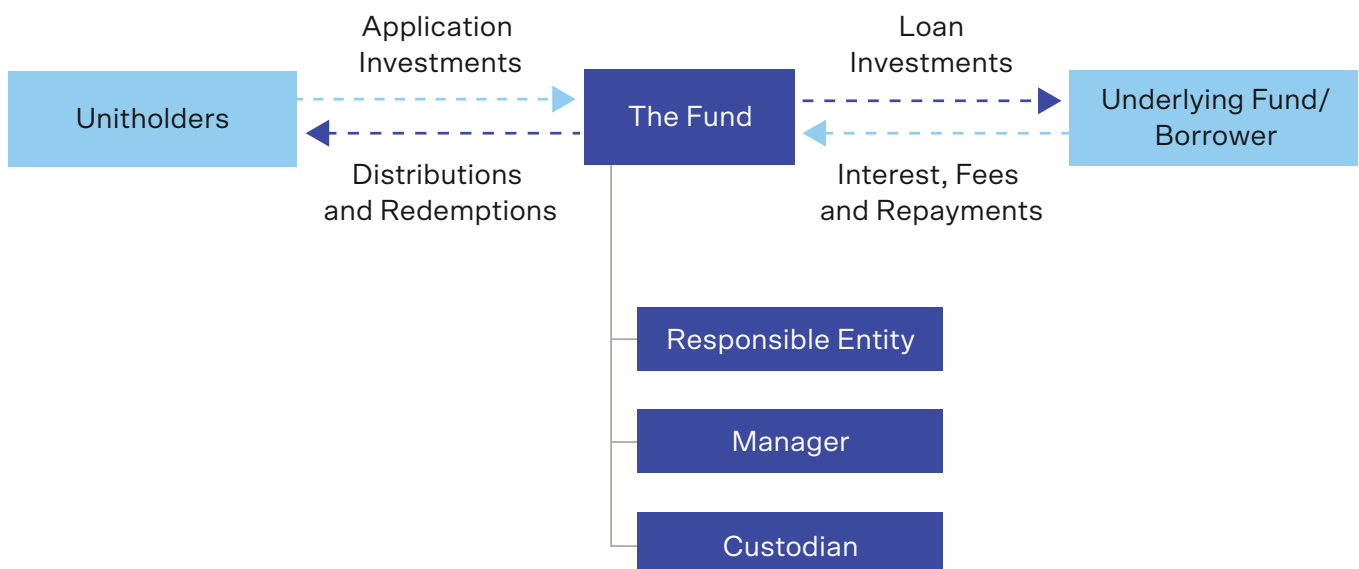 Application
Investments
Loan
Investments
Unitholders
The Fund
Underlying Fund/
Borrower
Distributions
and Redemptions
Interest, Fees
and Repayments
Responsible Entity
Manager
Custodian